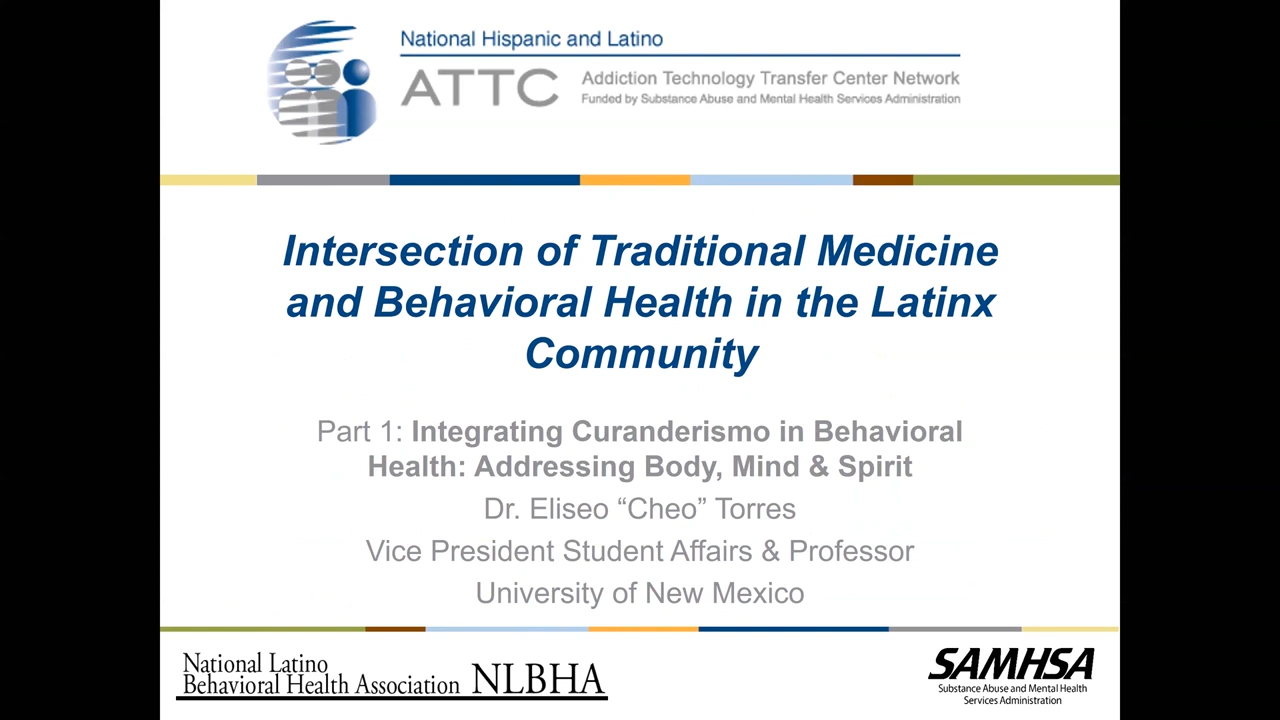 National Hispanic and Latino
ATTC
Addiction Technology Transfer Center Network
Funded by Substance Abuse and Mental Health Services Administration
Intersection of Traditional Medicine
and Behavioral Health in the Latinx
Community
Part 1: Integrating Curanderismo in Behavioral
Health: Addressing Body, Mind & Spirit
Dr. Eliseo “Cheo” Torres
Vice President Student Affairs & Professor
University of New Mexico
National Latino
Behavioral Health Association NLBHA
SAMHSA
Substance Abuse and Mental Health
Services Administration